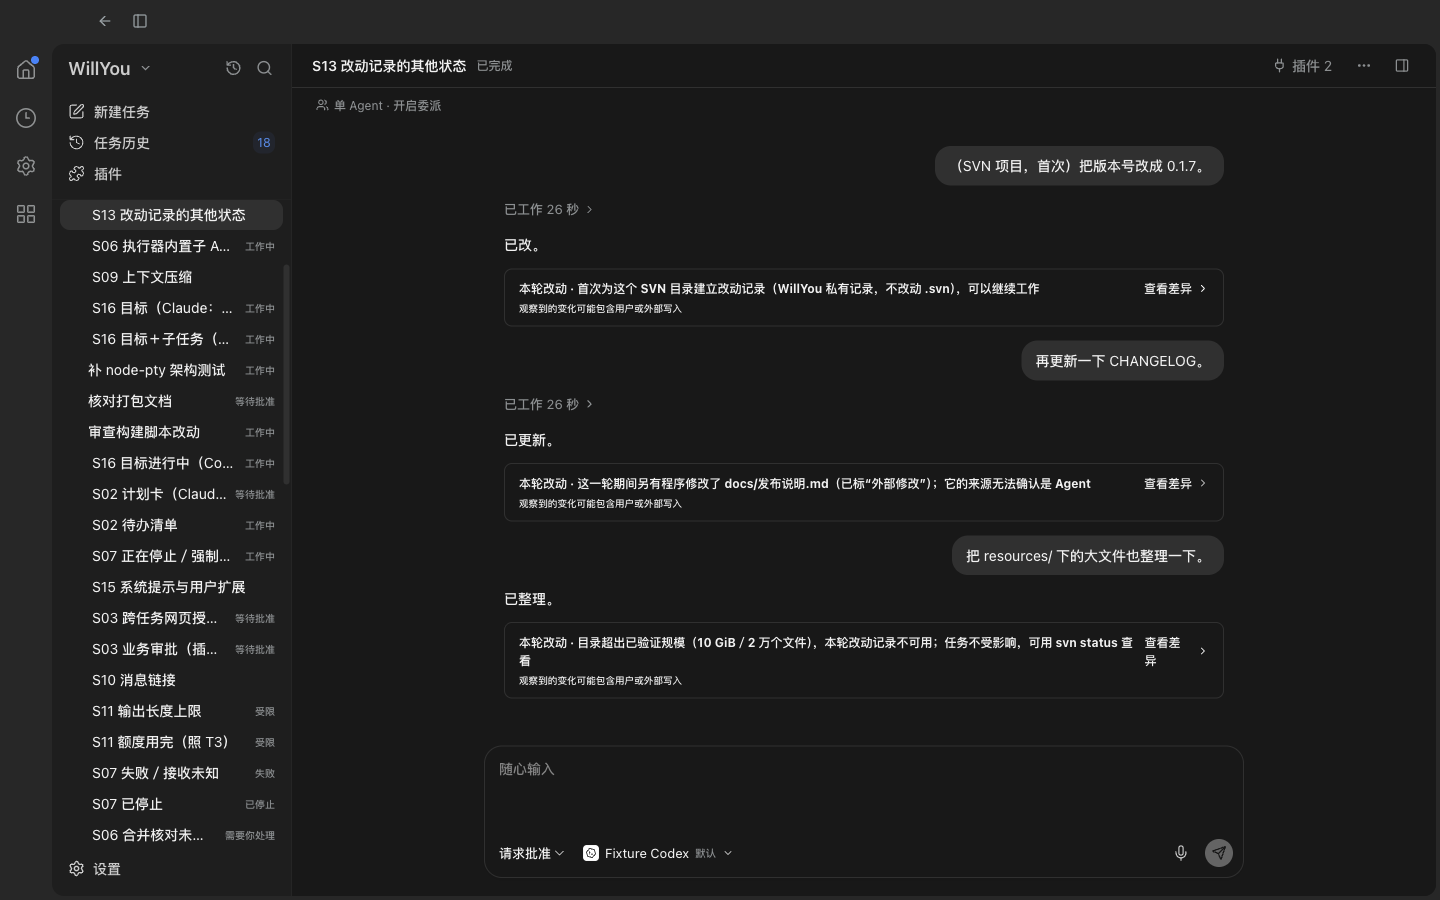 WillYou
新建任务
任务历史 18
插件
S13 改动记录的其他状态
S06 执行器内置子 A... 工作中
S09 上下文压缩
S16 目标（Claude：... 工作中
S16 目标＋子任务（... 工作中
补 node-pty 架构测试 工作中
核对打包文档 等待批准
审查构建脚本改动 工作中
S16 目标进行中（Co... 工作中
S02 计划卡（Claud... 等待批准
S02 待办清单 工作中
S07 正在停止 / 强制... 工作中
S15 系统提示与用户扩展
S03 跨任务网页授... 等待批准
S03 业务审批（插... 等待批准
S10 消息链接
S11 输出长度上限 受限
S11 额度用完（照 T3） 受限
S07 失败 / 接收未知 失败
S07 已停止 已停止
S06 合并核对未... 需要你处理
设置
S13 改动记录的其他状态 已完成
插件 2
单 Agent · 开启委派
（SVN 项目，首次）把版本号改成 0.1.7。
已工作 26 秒
已改。
本轮改动 · 首次为这个 SVN 目录建立改动记录（WillYou 私有记录，不改动 .svn），可以继续工作 查看差异
观察到的变化可能包含用户或外部写入
再更新一下 CHANGELOG。
已工作 26 秒
已更新。
本轮改动 · 这一轮期间另有程序修改了 docs/发布说明.md（已标“外部修改”）；它的来源无法确认是 Agent 查看差异
观察到的变化可能包含用户或外部写入
把 resources/ 下的大文件也整理一下。
已整理。
本轮改动 · 目录超出已验证规模（10 GiB / 2 万个文件），本轮改动记录不可用；任务不受影响，可用 svn status 查 查看差
看 异
观察到的变化可能包含用户或外部写入
随心输入
请求批准 Fixture Codex 默认